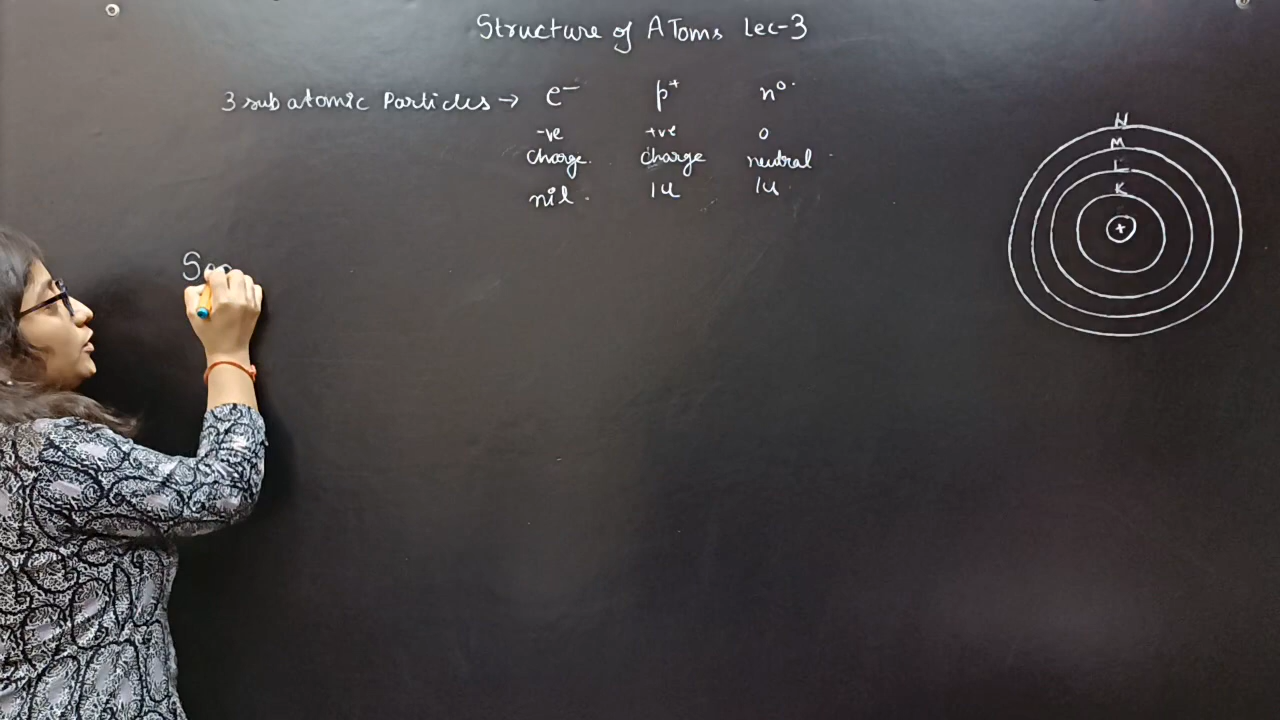 Structure of Atoms Lec-3
3 sub atomic Particles → e⁻ p⁺ n⁰
-ve +ve 0
charge. charge neutral
nil. 1u 1u
N
M
L
K
+